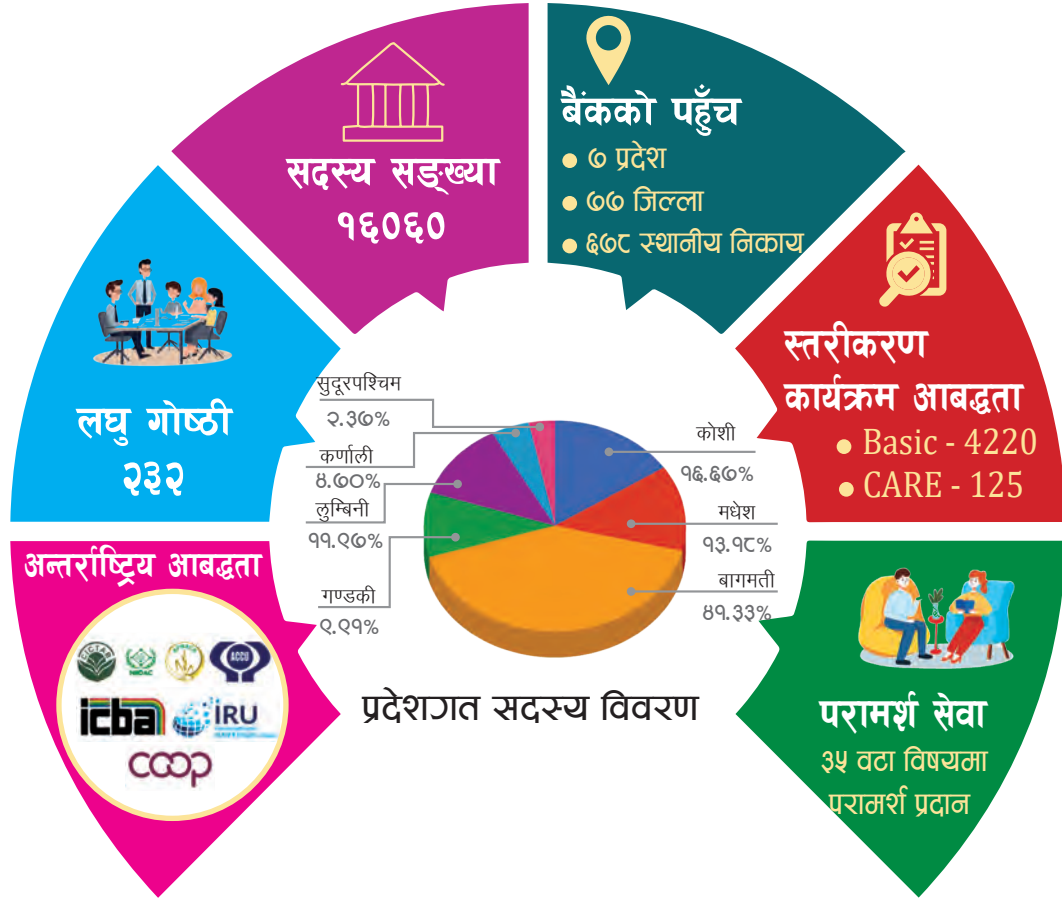 सदस्य सङ्ख्या
१६०६०
बैंकको पहुँच
• ७ प्रदेश
• ७७ जिल्ला
• ६७८ स्थानीय निकाय
स्तरीकरण
कार्यक्रम आबद्धता
• Basic - 4220
• CARE - 125
परामर्श सेवा
३५ वटा विषयमा
परामर्श प्रदान
लघु गोष्ठी
२३२
अन्तर्राष्ट्रिय आबद्धता
CICTAB
ACCU
icba
IRU
coop
सुदूरपश्चिम
२.३७%
कर्णाली
४.७०%
लुम्बिनी
११.९७%
गण्डकी
९.९१%
कोशी
१६.६७%
मधेश
१३.१८%
बागमती
४१.३३%
प्रदेशगत सदस्य विवरण